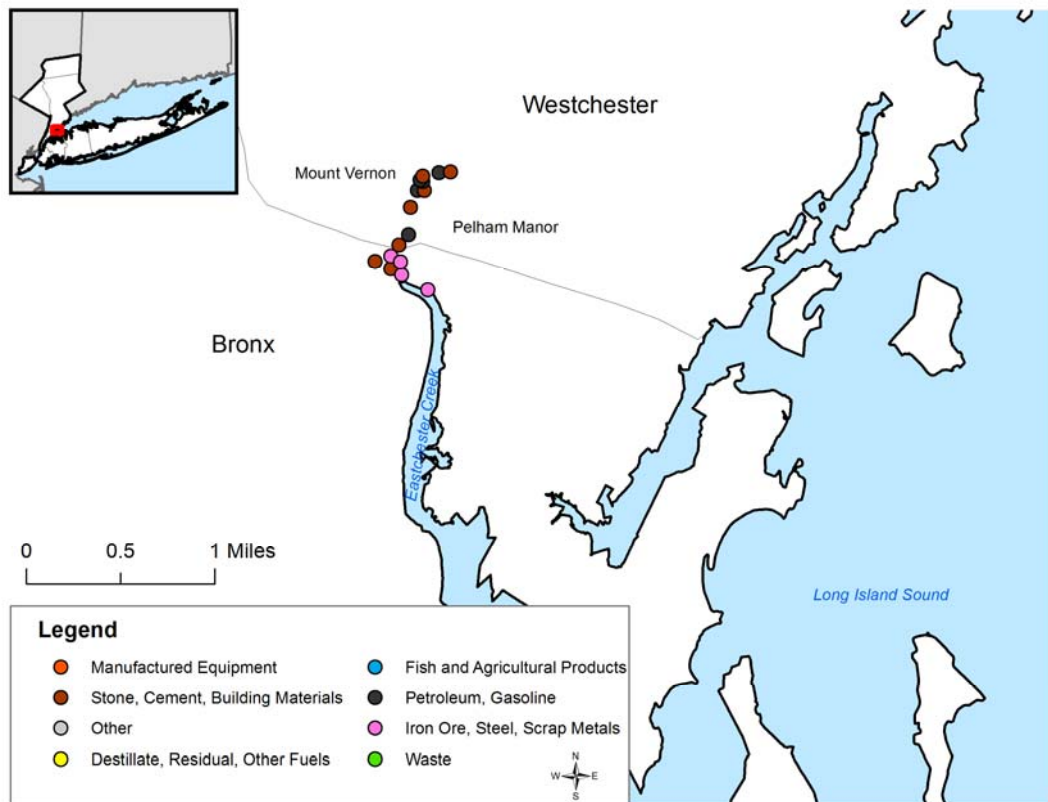 Westchester
Mount Vernon
Pelham Manor
Bronx
Eastchester Creek
0 0.5 1 Miles
Long Island Sound
Legend
Manufactured Equipment
Stone, Cement, Building Materials
Other
Destillate, Residual, Other Fuels
Fish and Agricultural Products
Petroleum, Gasoline
Iron Ore, Steel, Scrap Metals
Waste
N
W E
S